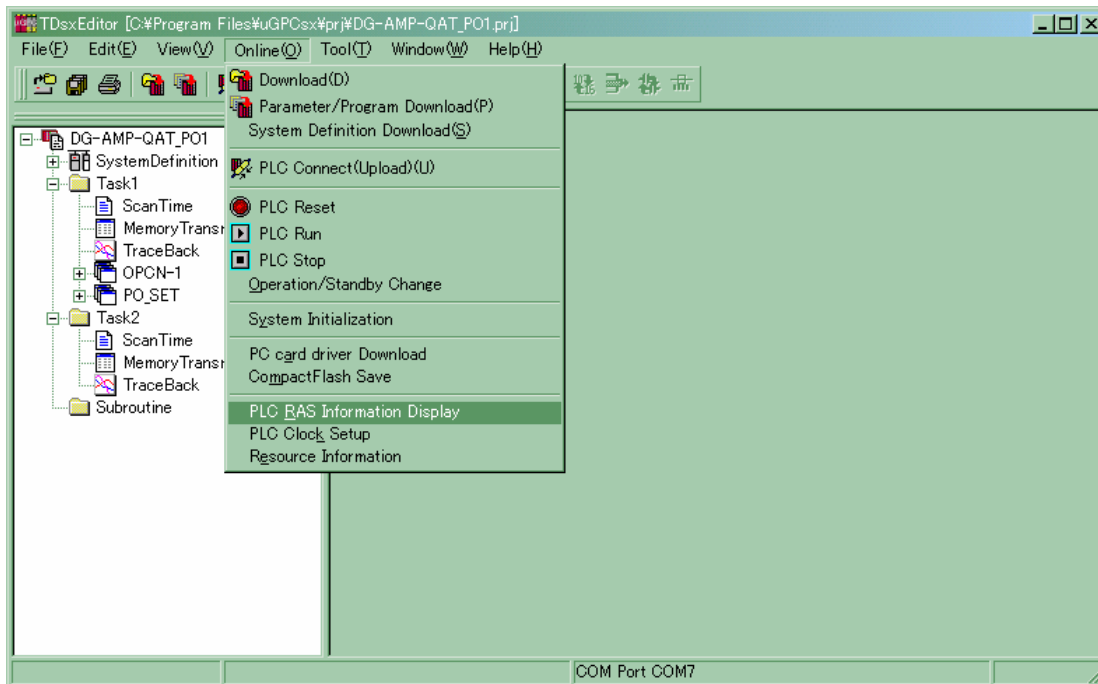 TDsxEditor [C:¥Program Files¥uGPCsx¥prj¥DG-AMP-QAT_PO1.prj]
File(F) Edit(E) View(V) Online(O) Tool(T) Window(W) Help(H)
Download(D)
Parameter/Program Download(P)
System Definition Download(S)
PLC Connect(Upload)(U)
PLC Reset
PLC Run
PLC Stop
Operation/Standby Change
System Initialization
PC card driver Download
CompactFlash Save
PLC RAS Information Display
PLC Clock Setup
Resource Information
DG-AMP-QAT_PO1
SystemDefinition
Task1
ScanTime
MemoryTransr
TraceBack
OPCN-1
PO_SET
Task2
ScanTime
MemoryTransr
TraceBack
Subroutine
COM Port COM7